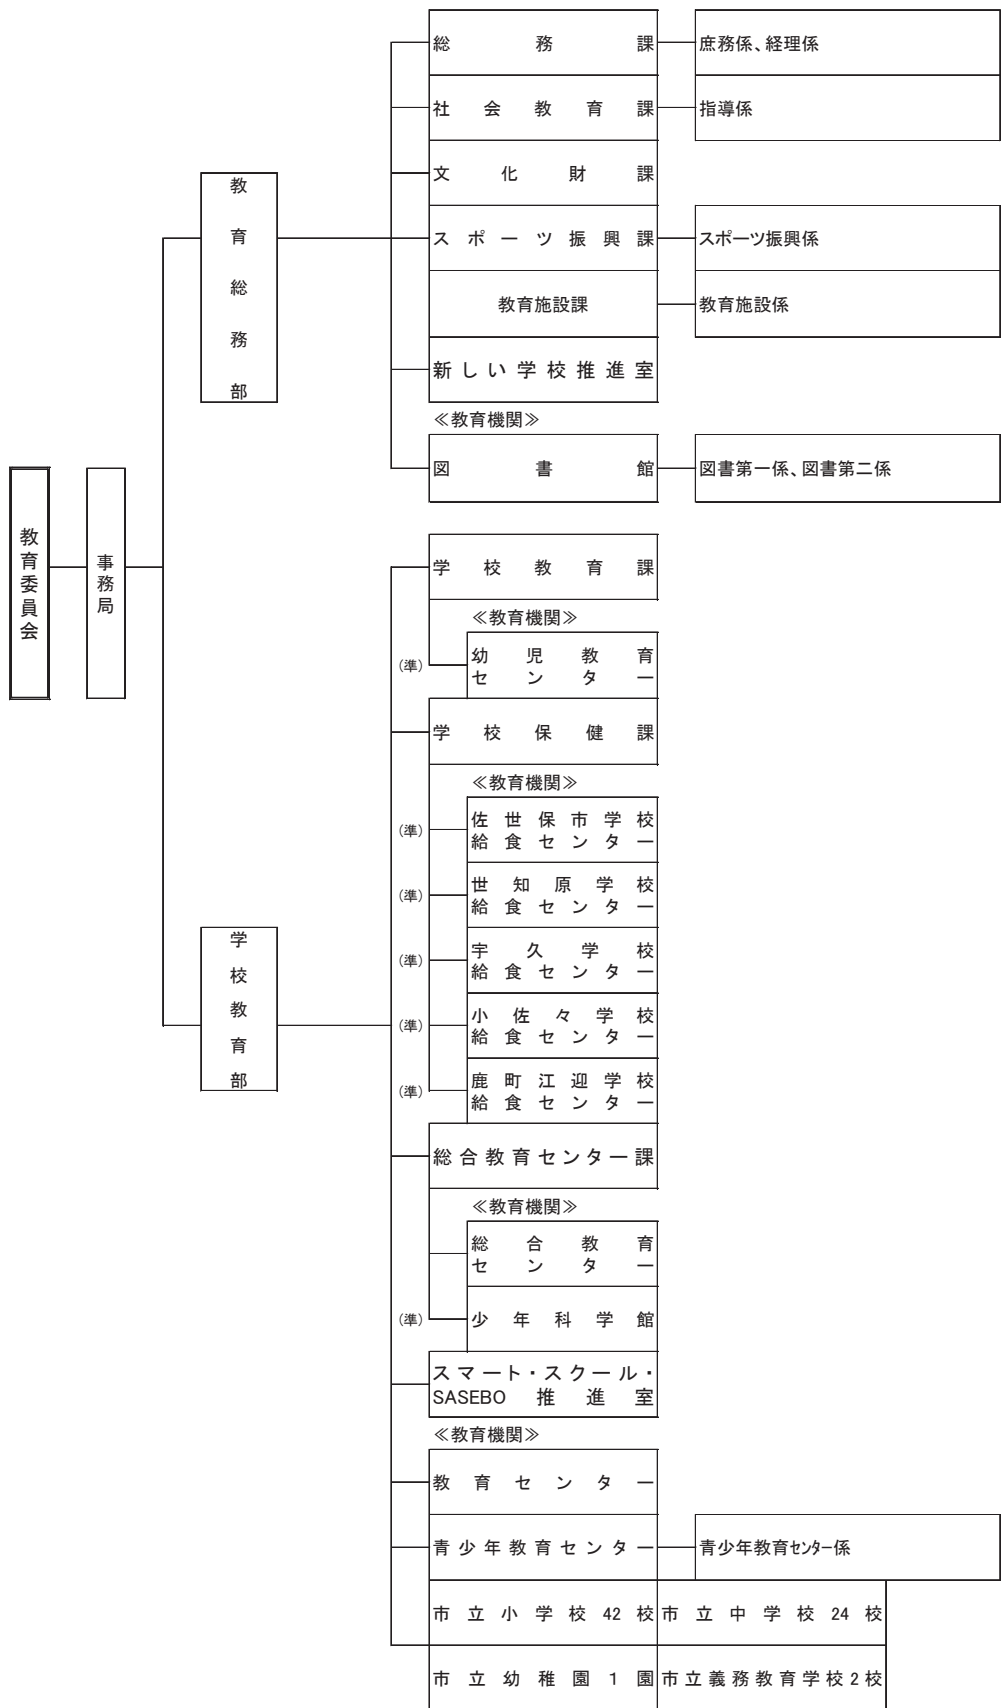 教育委員会
事務局
教育総務部
総務課
庶務係、経理係
社会教育課
指導係
文化財課
スポーツ振興課
スポーツ振興係
教育施設課
教育施設係
新しい学校推進室
≪教育機関≫
図書館
図書第一係、図書第二係
学校教育部
学校教育課
≪教育機関≫
(準)
幼児教育
センター
学校保健課
≪教育機関≫
(準)
佐世保市学校
給食センター
(準)
世知原学校
給食センター
(準)
宇久学校
給食センター
(準)
小佐々学校
給食センター
(準)
鹿町江迎学校
給食センター
総合教育センター課
≪教育機関≫
総合教育
センター
(準)
少年科学館
スマート・スクール・
SASEBO 推進室
≪教育機関≫
教育センター
青少年教育センター
青少年教育センター係
市立小学校 42 校
市立中学校 24 校
市立幼稚園 1 園
市立義務教育学校 2 校